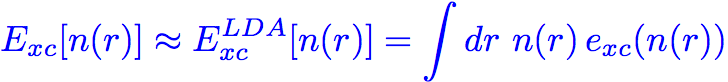 E_{xc}[n(r)] ≈ E_{xc}^{LDA}[n(r)] = ∫ dr n(r) e_{xc}(n(r))